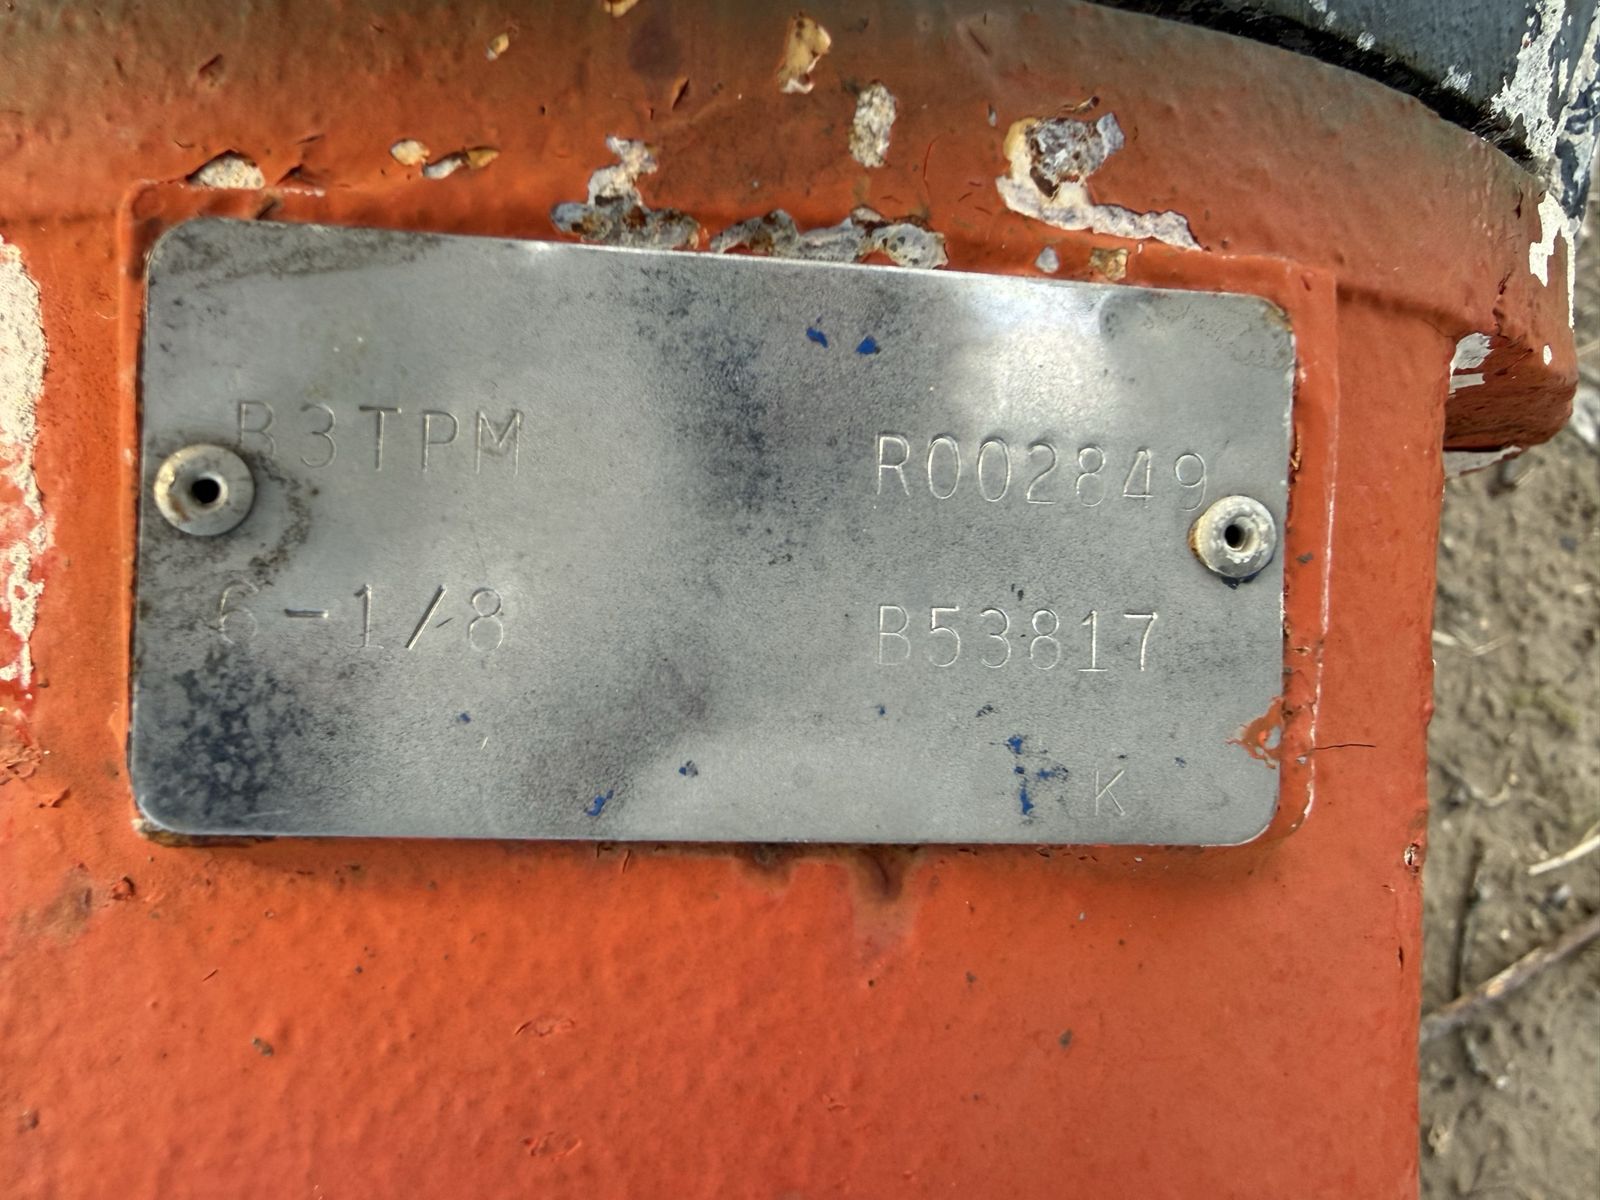 B3TPM R002849
6-1/8 B53817
K